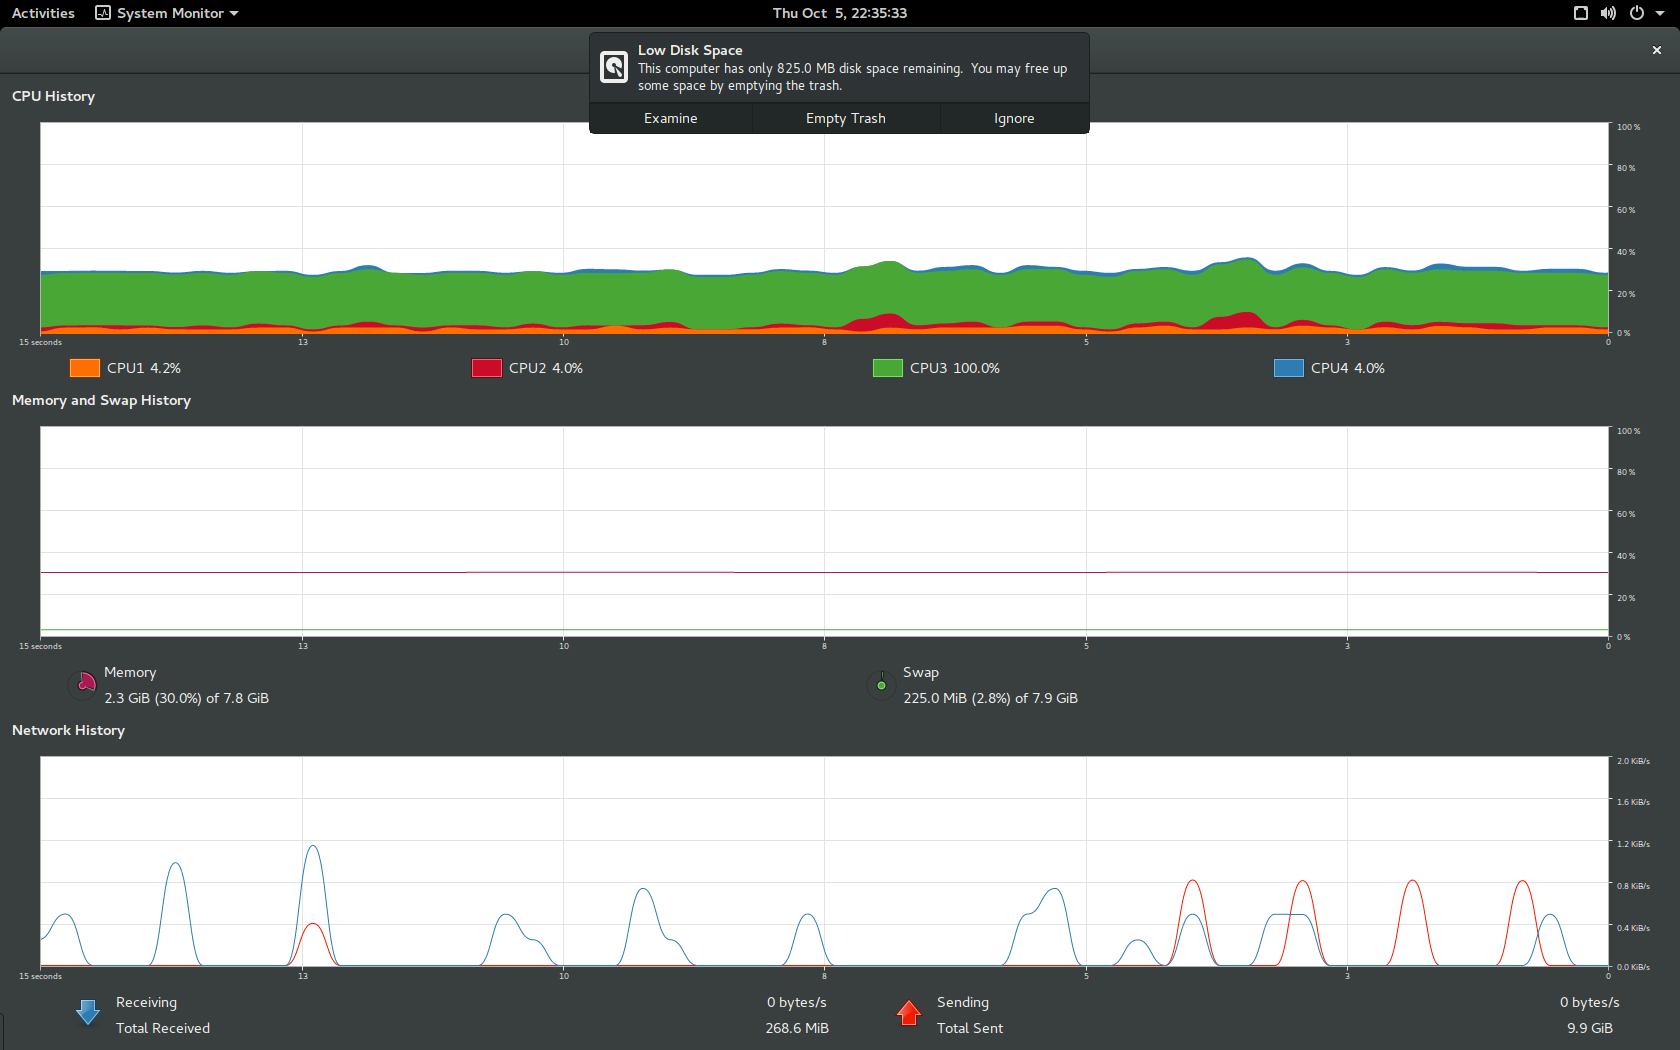 Activities System Monitor Thu Oct  5, 22:35:33
Low Disk Space
This computer has only 825.0 MB disk space remaining.  You may free up
some space by emptying the trash.
Examine Empty Trash Ignore
CPU History
100 %
80 %
60 %
40 %
20 %
0 %
15 seconds 13 10 8 5 3 0
CPU1 4.2% CPU2 4.0% CPU3 100.0% CPU4 4.0%
Memory and Swap History
100 %
80 %
60 %
40 %
20 %
0 %
15 seconds 13 10 8 5 3 0
Memory Swap
2.3 GiB (30.0%) of 7.8 GiB 225.0 MiB (2.8%) of 7.9 GiB
Network History
2.0 KiB/s
1.6 KiB/s
1.2 KiB/s
0.8 KiB/s
0.4 KiB/s
0.0 KiB/s
15 seconds 13 10 8 5 3 0
Receiving 0 bytes/s Sending 0 bytes/s
Total Received 268.6 MiB Total Sent 9.9 GiB